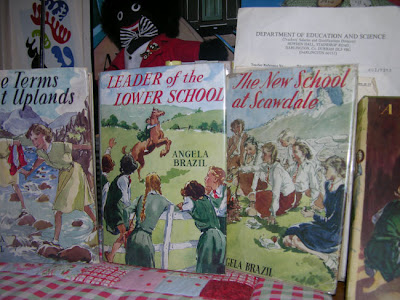 e Terms
t Uplands
LEADER of the
LOWER SCHOOL
ANGELA
BRAZIL
The New School
at Scawdale
GELA BRAZIL
DEPARTMENT OF EDUCATION AND SCIENCE
DARLINGTON